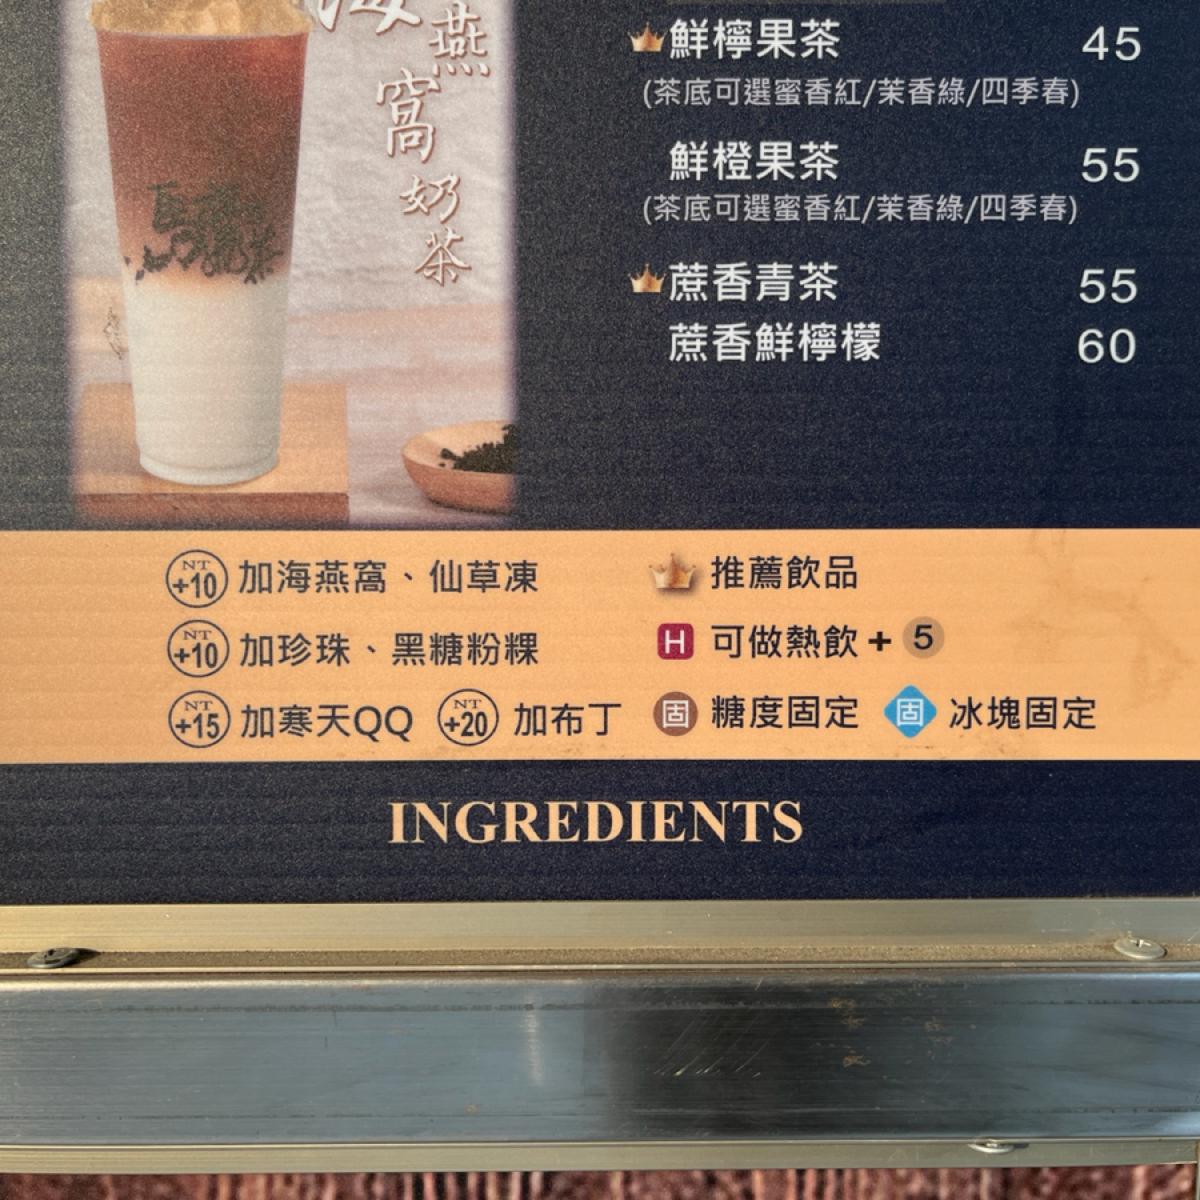 海燕窩奶茶
鮮檸果茶 45
(茶底可選蜜香紅/茉香綠/四季春)
鮮橙果茶 55
(茶底可選蜜香紅/茉香綠/四季春)
蔗香青茶 55
蔗香鮮檸檬 60
NT +10 加海燕窩、仙草凍
NT +10 加珍珠、黑糖粉粿
NT +15 加寒天QQ NT +20 加布丁
推薦飲品
H 可做熱飲 + 5
固 糖度固定 固 冰塊固定
INGREDIENTS